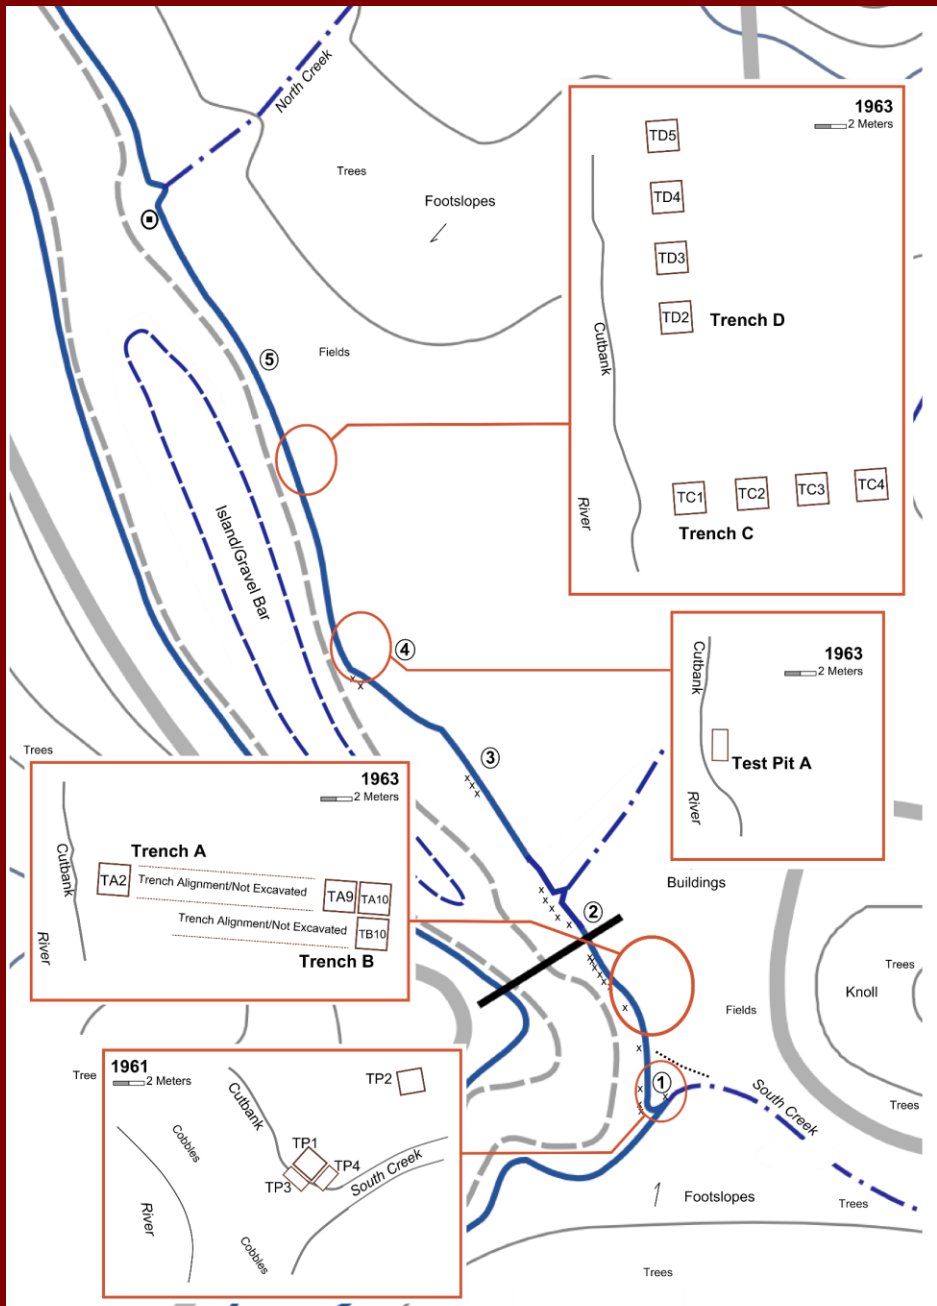 North Creek
Trees
Footslopes
Fields
5
Island/Gravel Bar
4
3
2
1
Trees
Buildings
Fields
Knoll
Trees
Trees
South Creek
Footslopes
Trees
Trees
Tree
1963
2 Meters
TD5
TD4
TD3
TD2
Trench D
Cutbank
River
TC1
TC2
TC3
TC4
Trench C
1963
2 Meters
Cutbank
Test Pit A
River
1963
2 Meters
Trench A
Cutbank
TA2
Trench Alignment/Not Excavated
TA9
TA10
Trench Alignment/Not Excavated
TB10
River
Trench B
1961
2 Meters
TP2
Cutbank
Cobbles
TP1
TP4
TP3
South Creek
River
Cobbles